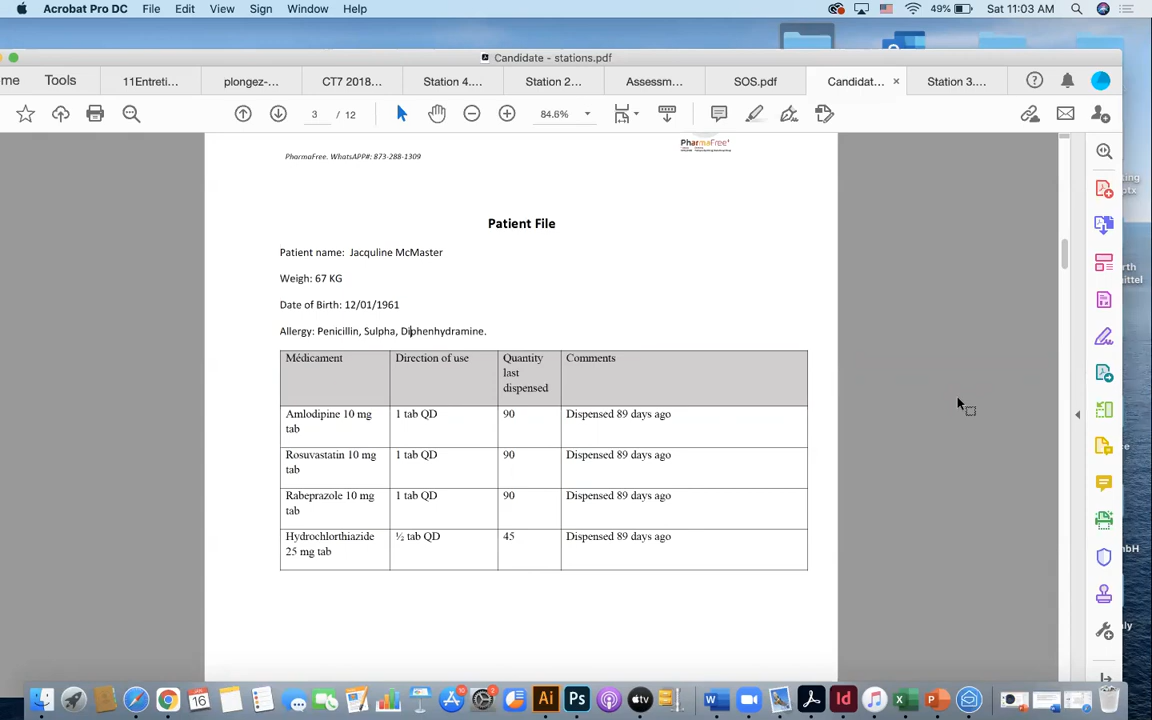 Acrobat Pro DC File Edit View Sign Window Help 49% Sat 11:03 AM
Candidate - stations.pdf
me Tools 11Entreti... plongez-... CT7 2018... Station 4.... Station 2... Assessm... SOS.pdf Candidat... × Station 3....
3 / 12 84.6%
PharmaFree. WhatsAPP#: 873-288-1309
PharmaFree+
Patient File
Patient name: Jacquline McMaster
Weigh: 67 KG
Date of Birth: 12/01/1961
Allergy: Penicillin, Sulpha, Diphenhydramine.
Médicament Direction of use Quantity last dispensed Comments
Amlodipine 10 mg tab 1 tab QD 90 Dispensed 89 days ago
Rosuvastatin 10 mg tab 1 tab QD 90 Dispensed 89 days ago
Rabeprazole 10 mg tab 1 tab QD 90 Dispensed 89 days ago
Hydrochlorthiazide 25 mg tab ½ tab QD 45 Dispensed 89 days ago